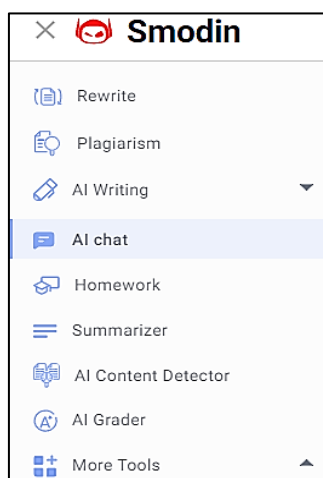 Smodin
Rewrite
Plagiarism
AI Writing
AI chat
Homework
Summarizer
AI Content Detector
AI Grader
More Tools